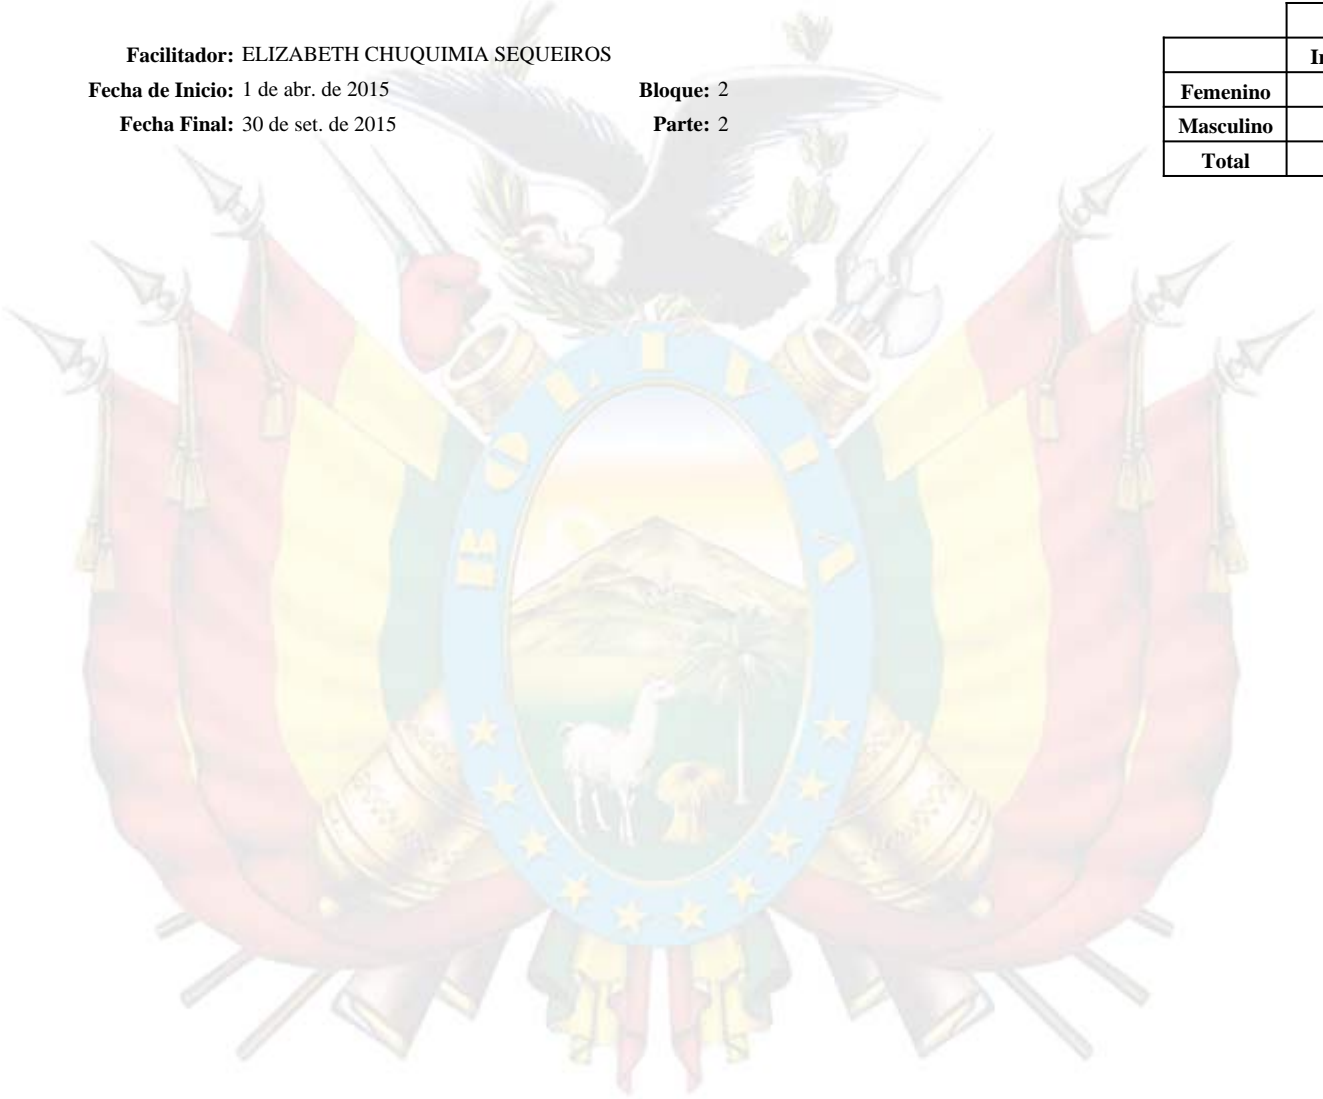 Facilitador: ELIZABETH CHUQUIMIA SEQUEIROS
Fecha de Inicio: 1 de abr. de 2015 Bloque: 2
Fecha Final: 30 de set. de 2015 Parte: 2
Femenino
Masculino
Total
BOLIVIA